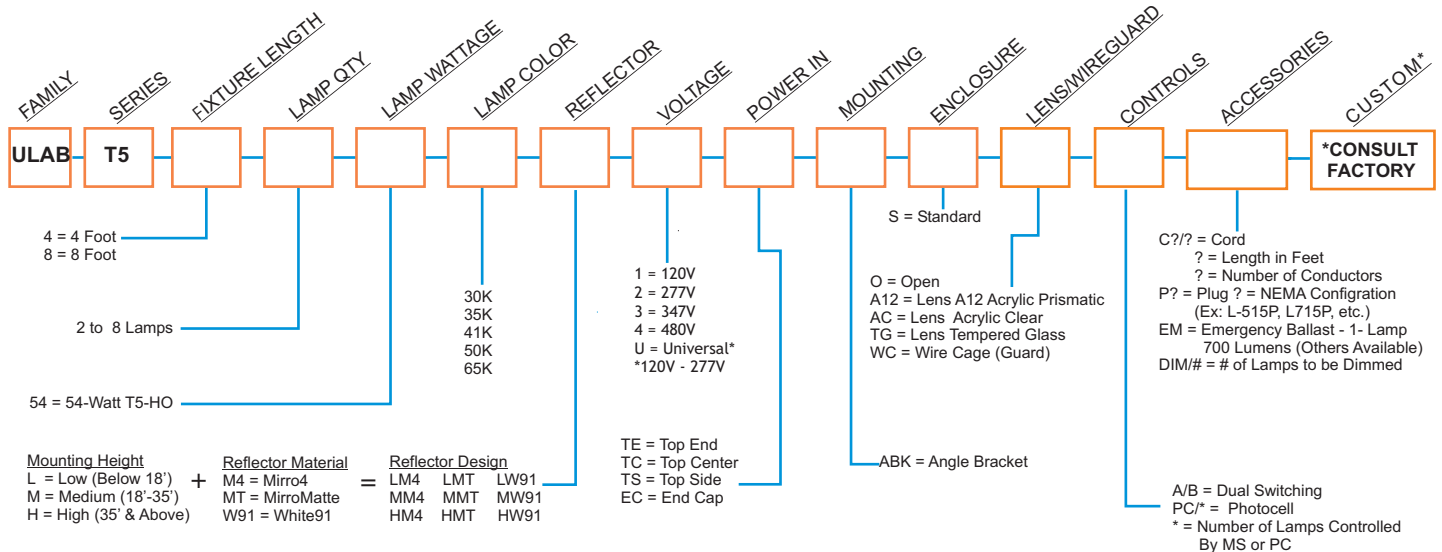 FAMILY
SERIES
FIXTURE LENGTH
LAMP QTY
LAMP WATTAGE
LAMP COLOR
REFLECTOR
VOLTAGE
POWER IN
MOUNTING
ENCLOSURE
LENS/WIREGUARD
CONTROLS
ACCESSORIES
CUSTOM*
ULAB
T5
*CONSULT
FACTORY
4 = 4 Foot
8 = 8 Foot
2 to 8 Lamps
54 = 54-Watt T5-HO
Mounting Height
L = Low (Below 18')
M = Medium (18'-35')
H = High (35' & Above)
+
Reflector Material
M4 = Mirro4
MT = MirroMatte
W91 = White91
=
Reflector Design
LM4 LMT LW91
MM4 MMT MW91
HM4 HMT HW91
30K
35K
41K
50K
65K
1 = 120V
2 = 277V
3 = 347V
4 = 480V
U = Universal*
*120V - 277V
TE = Top End
TC = Top Center
TS = Top Side
EC = End Cap
ABK = Angle Bracket
S = Standard
O = Open
A12 = Lens A12 Acrylic Prismatic
AC = Lens Acrylic Clear
TG = Lens Tempered Glass
WC = Wire Cage (Guard)
A/B = Dual Switching
PC/* = Photocell
* = Number of Lamps Controlled
By MS or PC
C?/? = Cord
? = Length in Feet
? = Number of Conductors
P? = Plug ? = NEMA Configration
(Ex: L-515P, L715P, etc.)
EM = Emergency Ballast - 1- Lamp
700 Lumens (Others Available)
DIM/# = # of Lamps to be Dimmed